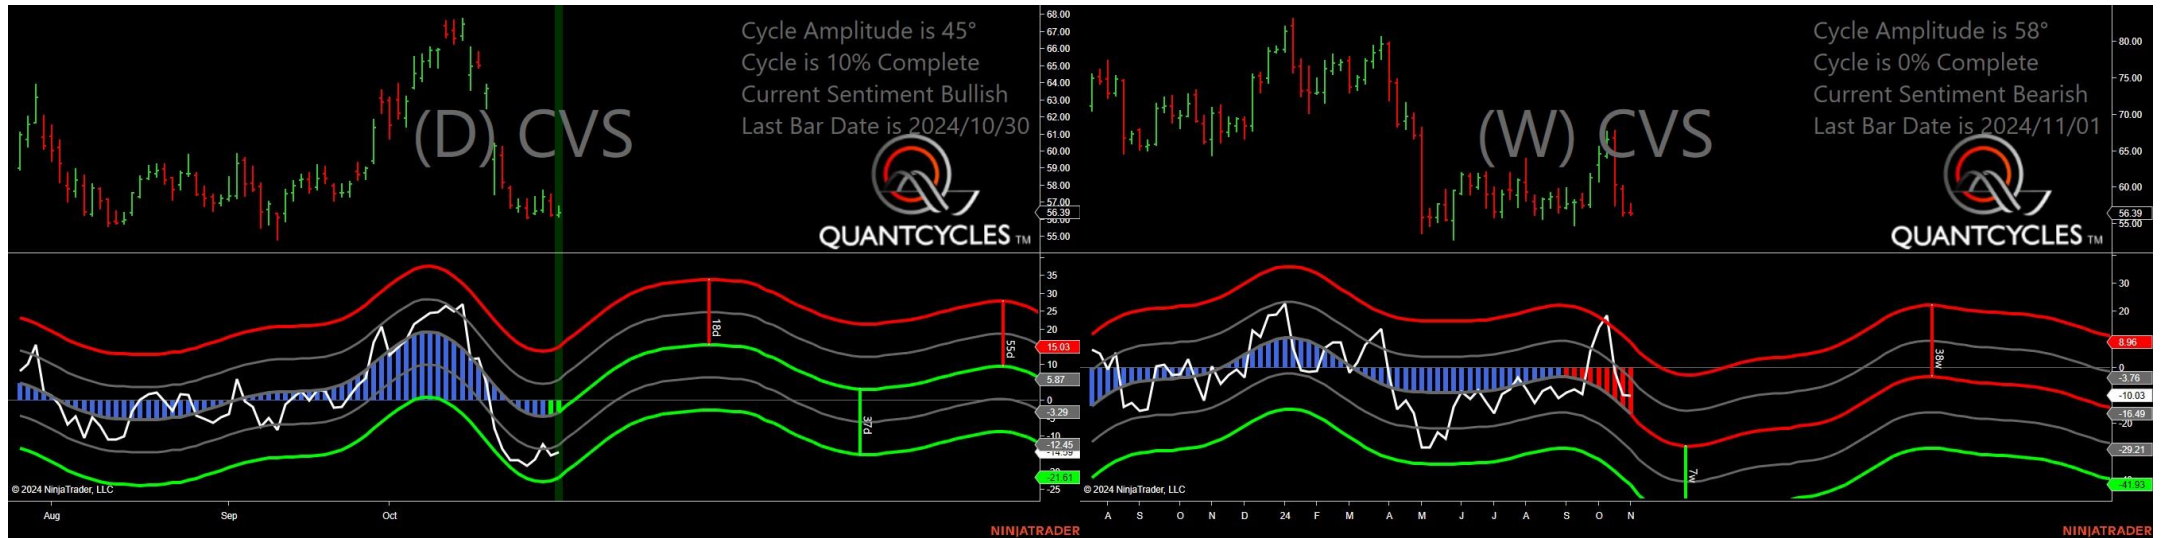 Cycle Amplitude is 45°
Cycle is 10% Complete
Current Sentiment Bullish
Last Bar Date is 2024/10/30
(D) CVS
QUANTCYCLES TM
68.00
67.00
66.00
65.00
64.00
63.00
62.00
61.00
60.00
59.00
58.00
57.00
56.39
56.00
55.00
35
30
25
20
15.03
10
5.87
0
-3.29
-5
-10
-12.45
-14.59
-21.61
-25
18d
37d
55d
© 2024 NinjaTrader, LLC
Aug
Sep
Oct
NINJATRADER
Cycle Amplitude is 58°
Cycle is 0% Complete
Current Sentiment Bearish
Last Bar Date is 2024/11/01
(W) CVS
QUANTCYCLES TM
80.00
75.00
70.00
65.00
60.00
56.39
55.00
30
20
8.96
0
-3.76
-10.03
-16.49
-20
-29.21
-41.93
38w
7w
© 2024 NinjaTrader, LLC
A S O N D 24 F M A M J J A S O N
NINJATRADER